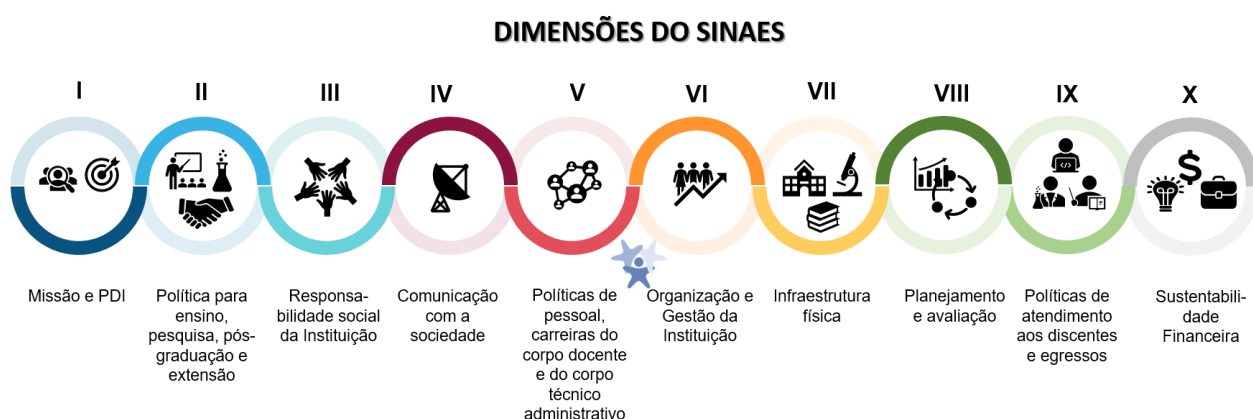 DIMENSÕES DO SINAES
I
II
III
IV
V
VI
VII
VIII
IX
X
Missão e PDI
Política para
ensino,
pesquisa, pós-
graduação e
extensão
Responsa-
bilidade social
da Instituição
Comunicação
com a
sociedade
Políticas de
pessoal,
carreiras do
corpo docente
e do corpo
técnico
administrativo
Organização e
Gestão da
Instituição
Infraestrutura
física
Planejamento
e avaliação
Políticas de
atendimento
aos discentes
e egressos
Sustentabili-
dade
Financeira